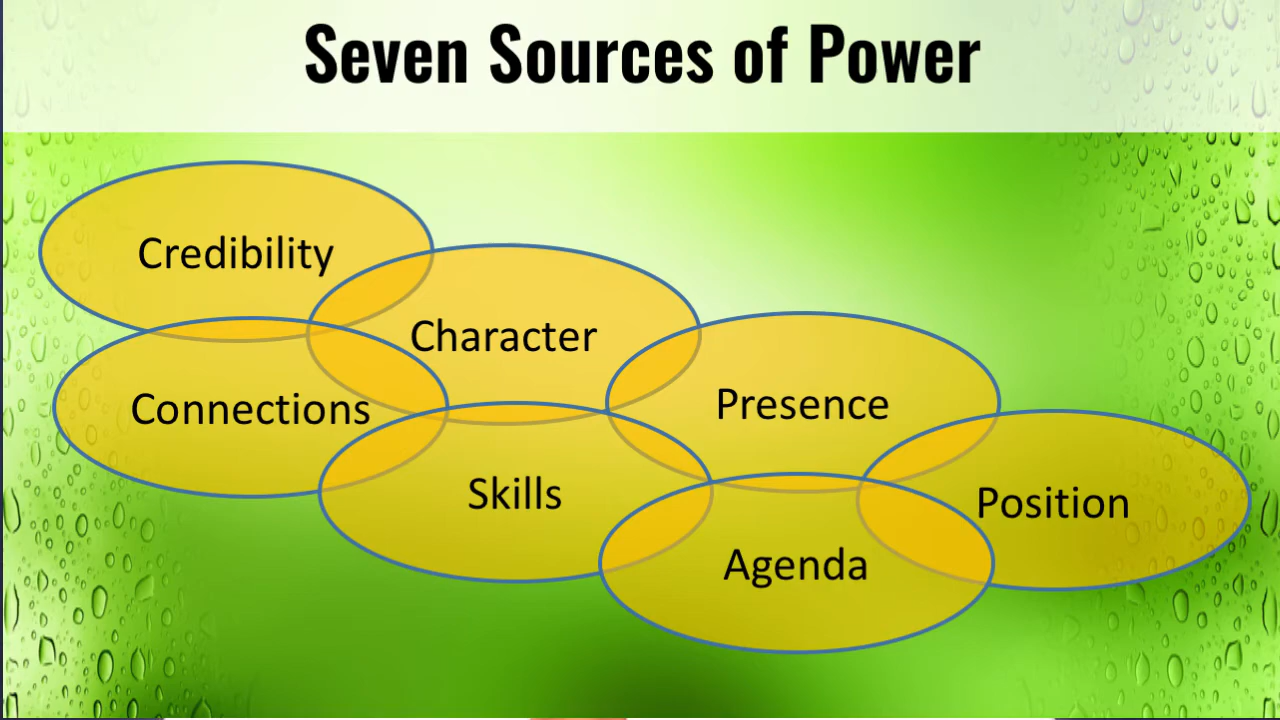 Seven Sources of Power
Credibility
Character
Connections
Presence
Skills
Position
Agenda